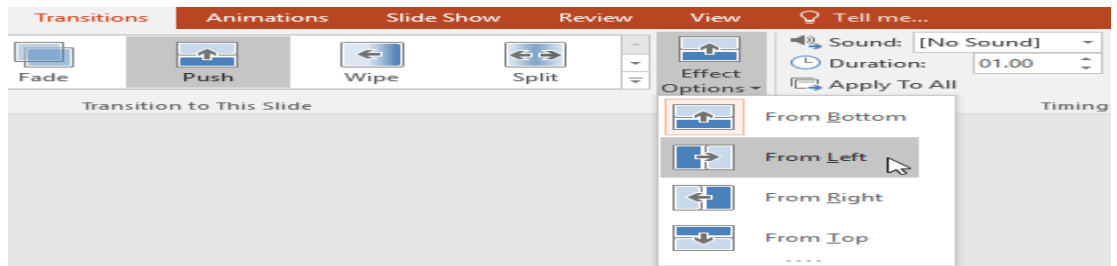 Transitions Animations Slide Show Review View Tell me...
Fade Push Wipe Split Effect Options Sound: [No Sound]
Duration: 01.00
Apply To All
Transition to This Slide Timing
From Bottom
From Left
From Right
From Top